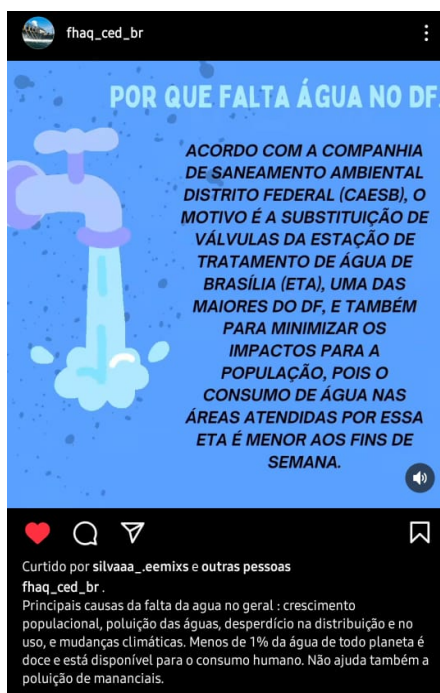 fhaq_ced_br
POR QUE FALTA ÁGUA NO DF
ACORDO COM A COMPANHIA
DE SANEAMENTO AMBIENTAL
DISTRITO FEDERAL (CAESB), O
MOTIVO É A SUBSTITUIÇÃO DE
VÁLVULAS DA ESTAÇÃO DE
TRATAMENTO DE ÁGUA DE
BRASÍLIA (ETA), UMA DAS
MAIORES DO DF, E TAMBÉM
PARA MINIMIZAR OS
IMPACTOS PARA A
POPULAÇÃO, POIS O
CONSUMO DE ÁGUA NAS
ÁREAS ATENDIDAS POR ESSA
ETA É MENOR AOS FINS DE
SEMANA.
Curtido por silvaaa_.eemixs e outras pessoas
fhaq_ced_br .
Principais causas da falta da agua no geral : crescimento
populacional, poluição das águas, desperdício na distribuição e no
uso, e mudanças climáticas. Menos de 1% da água de todo planeta é
doce e está disponível para o consumo humano. Não ajuda também a
poluição de mananciais.